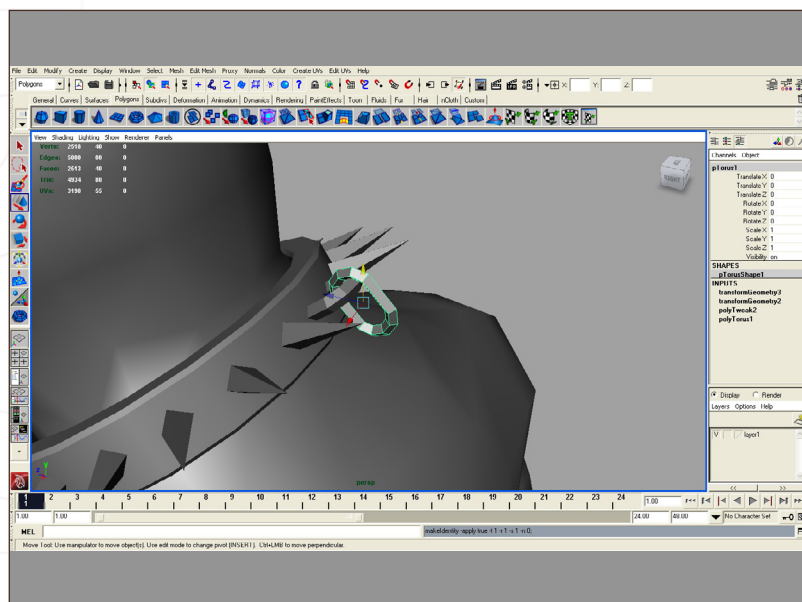 File Edit Modify Create Display Window Select Mesh Edit Mesh Proxy Normals Color Create UVs Edit UVs Help
Polygons X: Y: Z:
General Curves Surfaces Polygons Subdivs Deformation Animation Dynamics Rendering PaintEffects Toon Fluids Fur Hair nCloth Custom
View Shading Lighting Show Renderer Panels
Verts: 2518 40 0
Edges: 5080 80 0
Faces: 2613 40 0
Tris: 4934 80 0
UVs: 3190 55 0
RIGHT
Channels Object
pTorus1
Translate X 0
Translate Y 0
Translate Z 0
Rotate X 0
Rotate Y 0
Rotate Z 0
Scale X 1
Scale Y 1
Scale Z 1
Visibility on
SHAPES
pTorusShape1
INPUTS
transformGeometry3
transformGeometry2
polyTweak2
polyTorus1
Display Render
Layers Options Help
V layer1
persp
1 2 3 4 5 6 7 8 9 10 11 12 13 14 15 16 17 18 19 20 21 22 23 24 1.00
1
1.00 1.00 24.00 48.00 No Character Set
MEL makeIdentity -apply true -t 1 -r 1 -s 1 -n 0;
Move Tool: Use manipulator to move object(s). Use edit mode to change pivot (INSERT). Ctrl+LMB to move perpendicular.